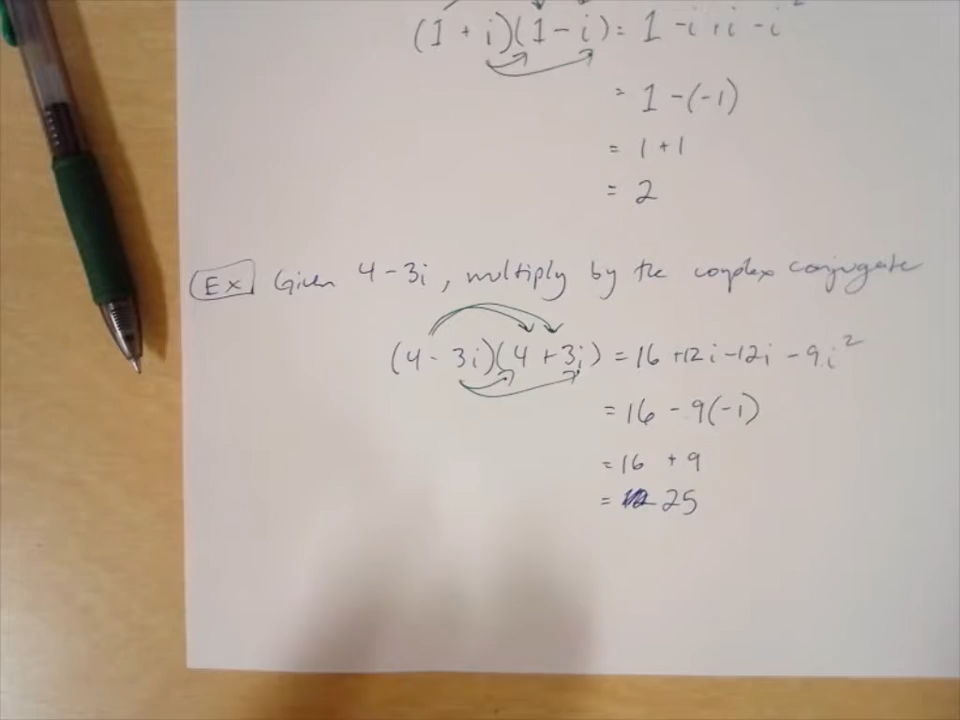 (1 + i)(1 - i) = 1 - i + i - i²
= 1 - (-1)
= 1 + 1
= 2
Ex Given 4 - 3i, multiply by the complex conjugate
(4 - 3i)(4 + 3i) = 16 + 12i - 12i - 9i²
= 16 - 9(-1)
= 16 + 9
= 25